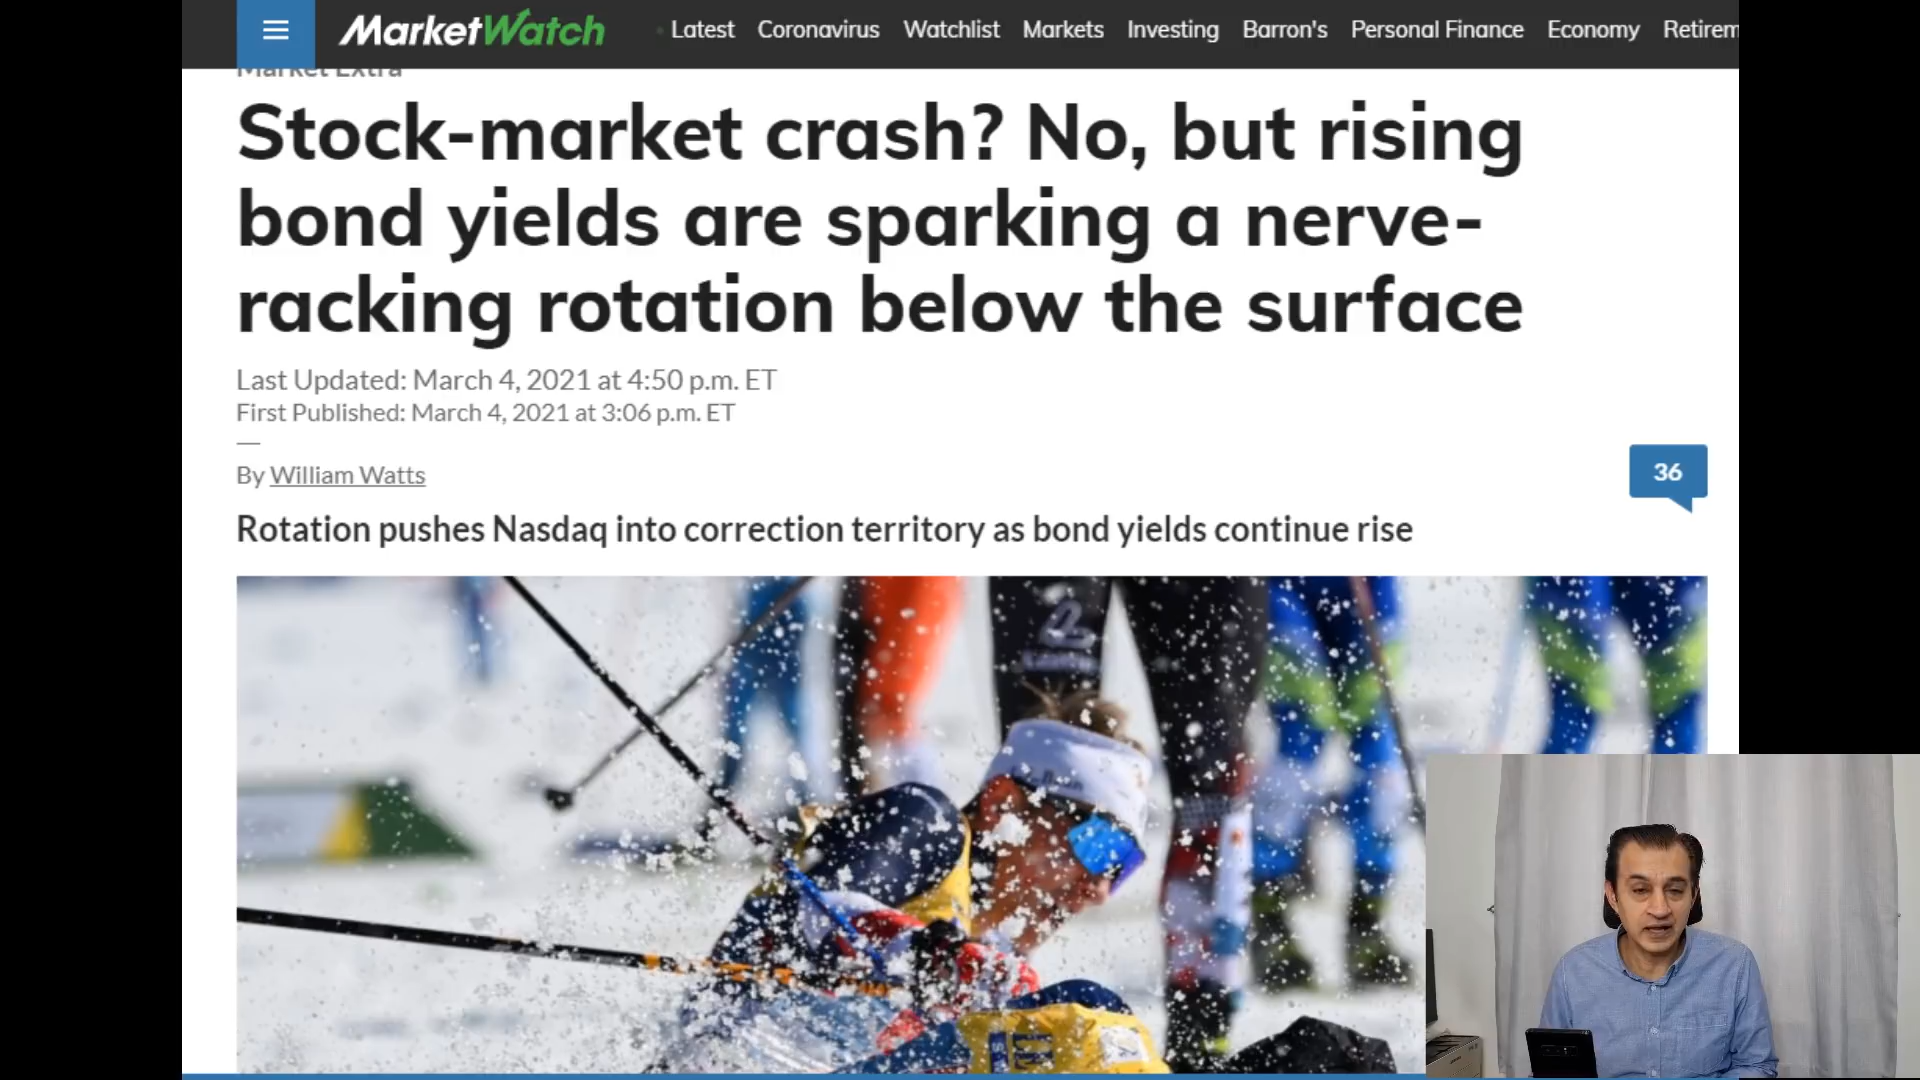 MarketWatch
Latest Coronavirus Watchlist Markets Investing Barron's Personal Finance Economy Retirem
Market Extra
Stock-market crash? No, but rising
bond yields are sparking a nerve-
racking rotation below the surface
Last Updated: March 4, 2021 at 4:50 p.m. ET
First Published: March 4, 2021 at 3:06 p.m. ET
By William Watts
36
Rotation pushes Nasdaq into correction territory as bond yields continue rise